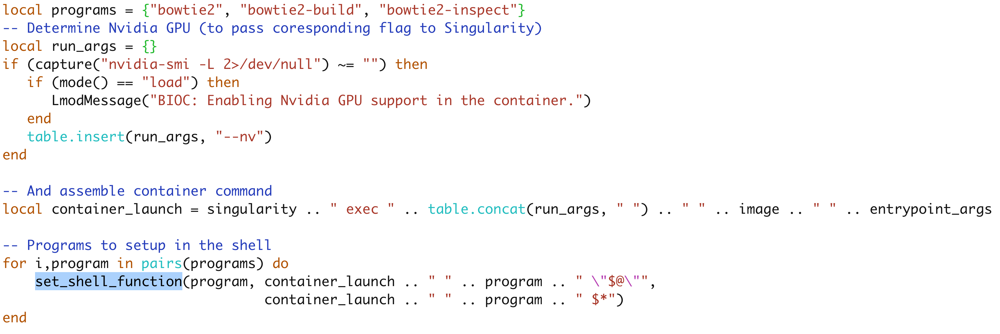 local programs = {"bowtie2", "bowtie2-build", "bowtie2-inspect"}
-- Determine Nvidia GPU (to pass coresponding flag to Singularity)
local run_args = {}
if (capture("nvidia-smi -L 2>/dev/null") ~= "") then
   if (mode() == "load") then
      LmodMessage("BIOC: Enabling Nvidia GPU support in the container.")
   end
   table.insert(run_args, "--nv")
end

-- And assemble container command
local container_launch = singularity .. " exec " .. table.concat(run_args, " ") .. " " .. image .. " " .. entrypoint_args

-- Programs to setup in the shell
for i,program in pairs(programs) do
    set_shell_function(program, container_launch .. " " .. program .. " \"$@\"",
                                container_launch .. " " .. program .. " $*")
end